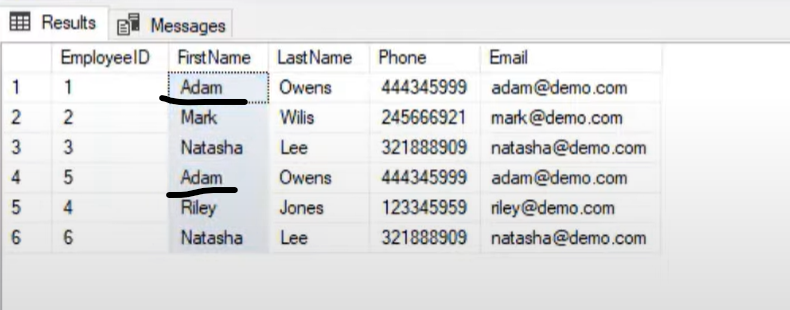 Results Messages
EmployeeID FirstName LastName Phone Email
1 1 Adam Owens 444345999 adam@demo.com
2 2 Mark Wilis 245666921 mark@demo.com
3 3 Natasha Lee 321888909 natasha@demo.com
4 5 Adam Owens 444345999 adam@demo.com
5 4 Riley Jones 123345959 riley@demo.com
6 6 Natasha Lee 321888909 natasha@demo.com